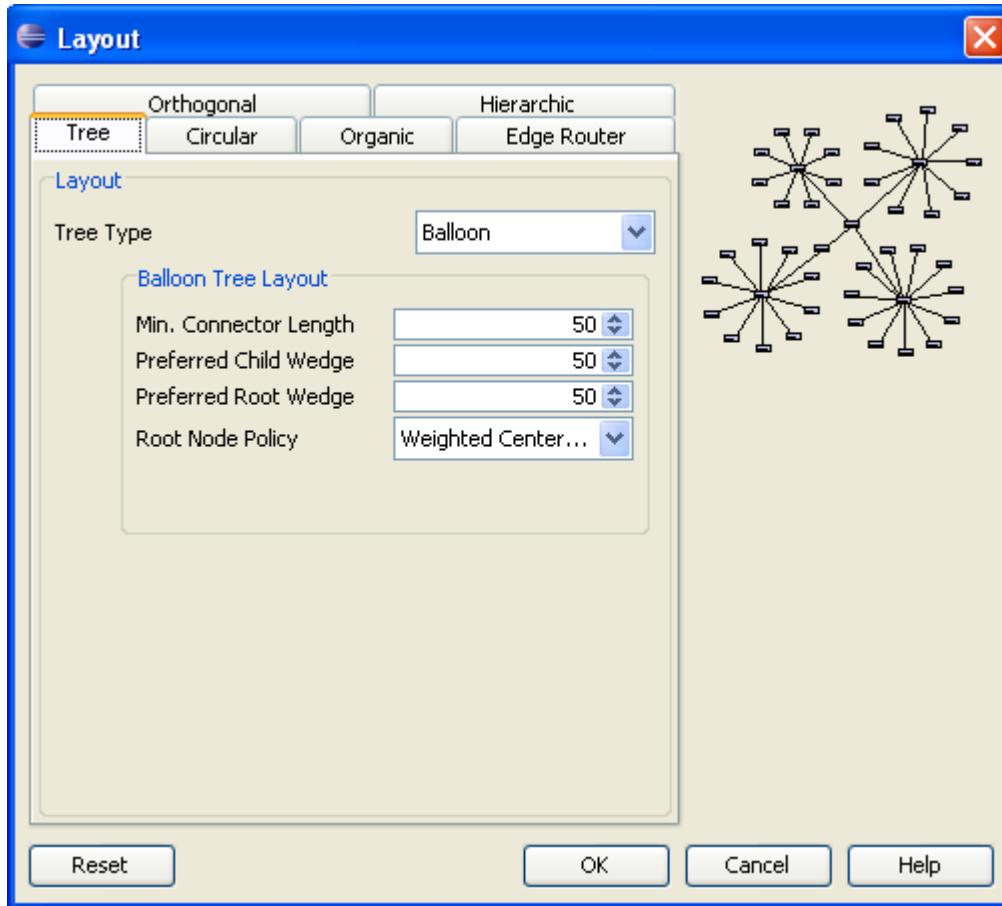 Layout
Orthogonal Hierarchic
Tree Circular Organic Edge Router
Layout
Tree Type Balloon
Balloon Tree Layout
Min. Connector Length 50
Preferred Child Wedge 50
Preferred Root Wedge 50
Root Node Policy Weighted Center...
Reset OK Cancel Help